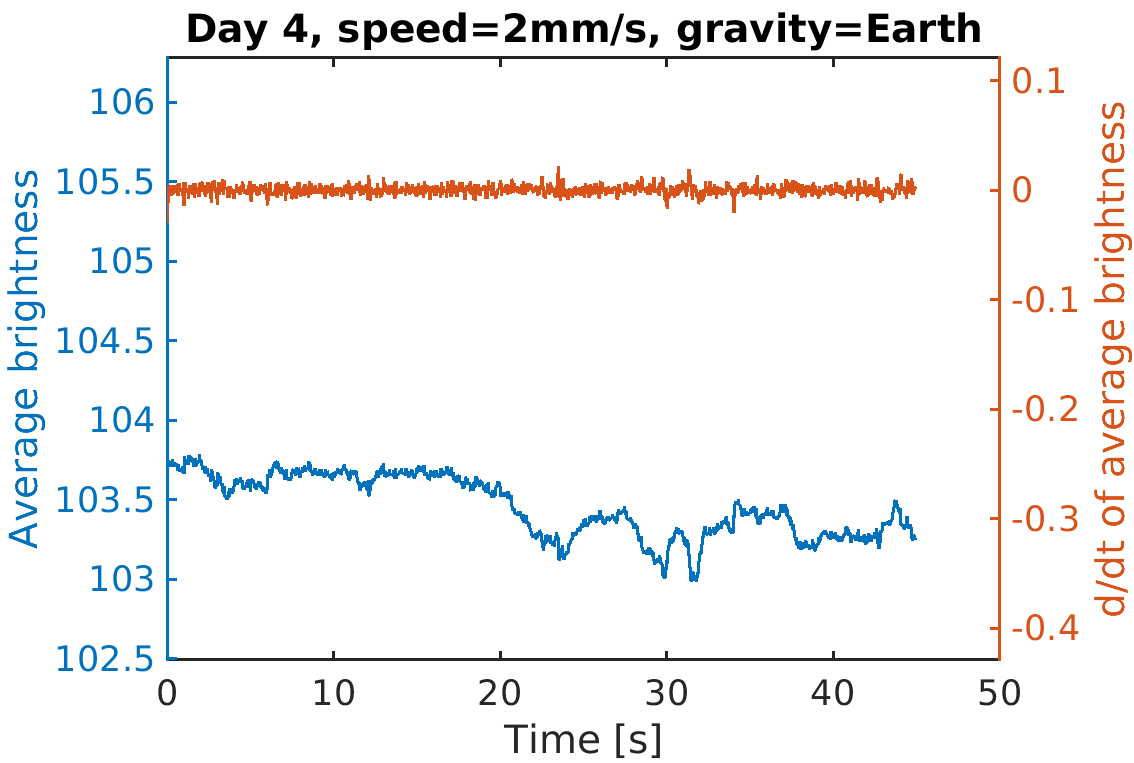 Day 4, speed=2mm/s, gravity=Earth
Average brightness
106
105.5
105
104.5
104
103.5
103
102.5
0.1
0
-0.1
-0.2
-0.3
-0.4
d/dt of average brightness
0 10 20 30 40 50
Time [s]